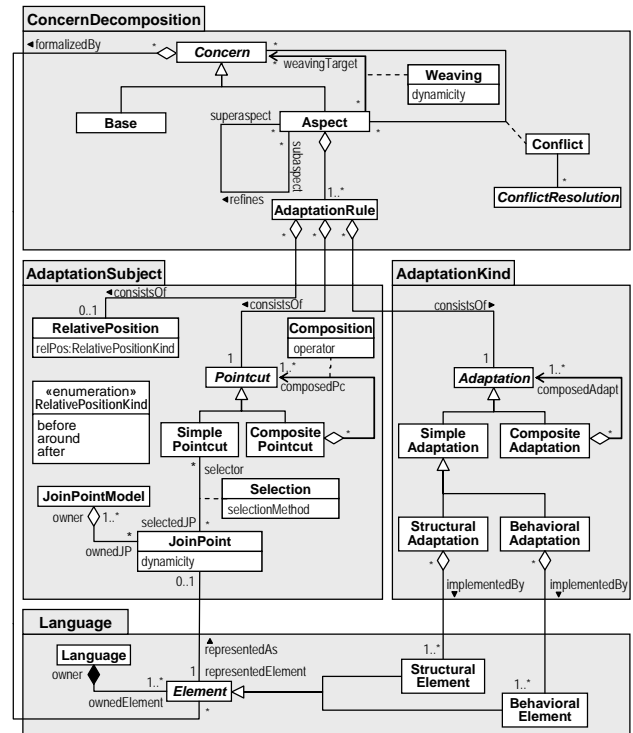 ConcernDecomposition
◄formalizedBy
*
Concern
*
*
weavingTarget
Weaving
dynamicity
Base
superaspect
Aspect
*
*
*
*
subaspect
Conflict
*
ConflictResolution
◄refines
1..*
AdaptationRule
*
*
*
AdaptationSubject
AdaptationKind
◄consistsOf
◄consistsOf
consistsOf►
0..1
RelativePosition
relPos:RelativePositionKind
Composition
operator
1
Pointcut
1..*
composedPc
1
Adaptation
1..*
composedAdapt
«enumeration»
RelativePositionKind
before
around
after
Simple
Pointcut
Composite
Pointcut
*
Simple
Adaptation
Composite
Adaptation
*
*
selector
Selection
selectionMethod
JoinPointModel
owner
1..*
selectedJP
*
ownedJP
*
JoinPoint
dynamicity
0..1
Structural
Adaptation
Behavioral
Adaptation
*
*
implementedBy
implementedBy
Language
representedAs
Language
owner
1..*
ownedElement
1
representedElement
Element
*
1..*
Structural
Element
1..*
Behavioral
Element